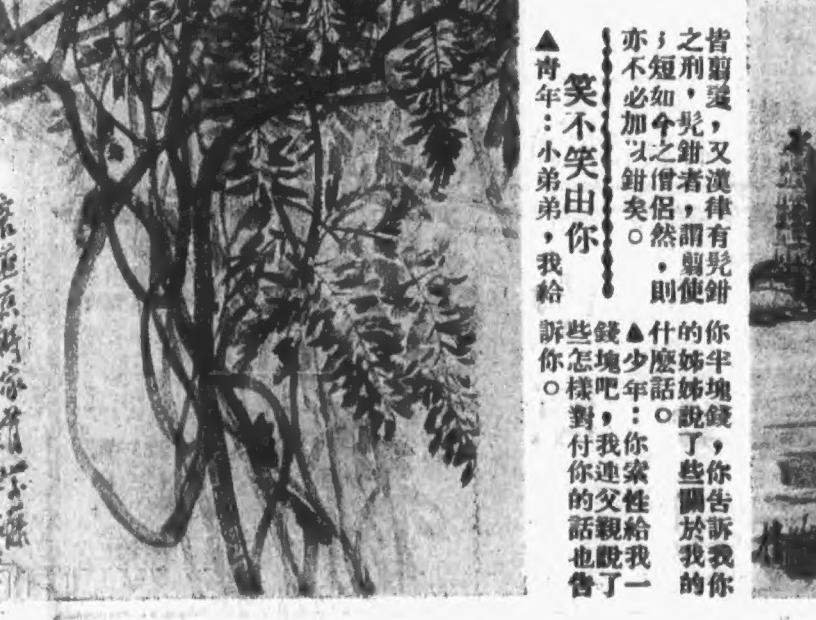 皆翦髮，又漢律有髠鉗
之刑，髠鉗者，謂翦使
；短如今之僧侶然，則
亦不必加以鉗矣。
笑不笑由你
▲青年：小弟弟，我給
你半塊錢，你告訴我你
的姊姊說了些關於我的
什麼話。
▲少年：你索性給我一
錢塊吧，我連父親說了
些怎樣對付你的話也告
訴你。